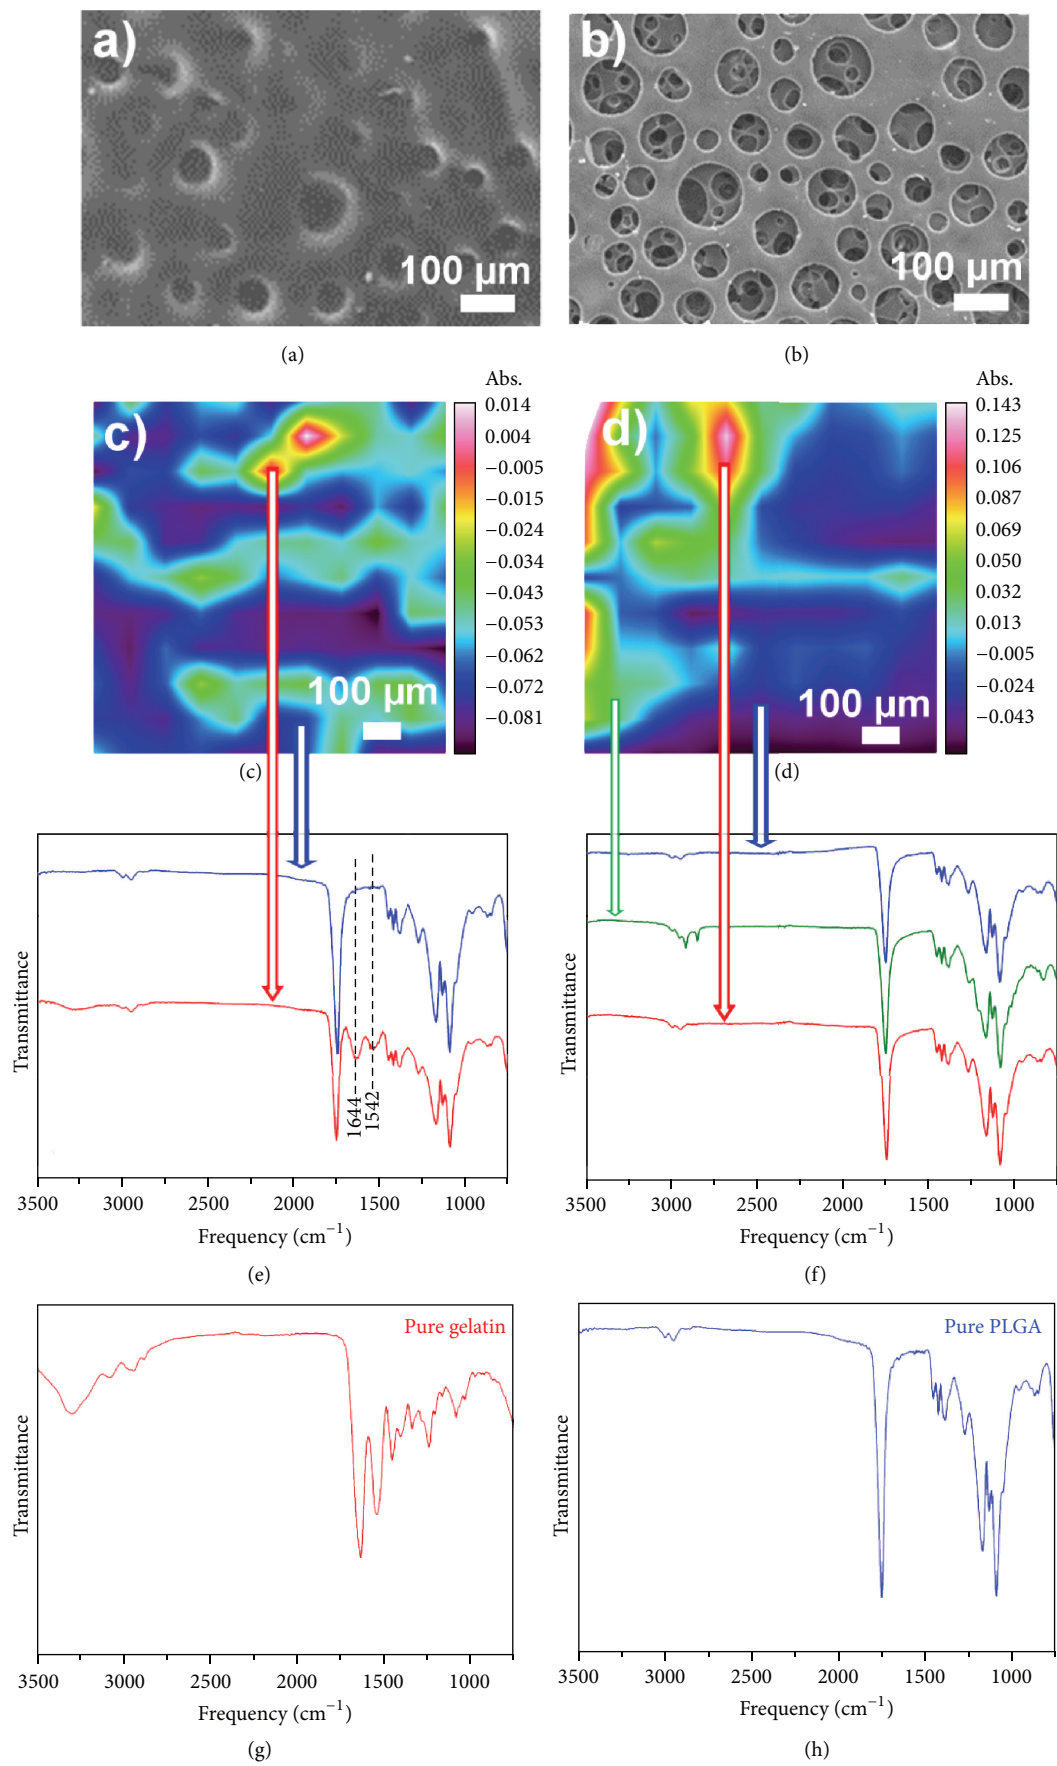 a)
100 μm
(a)
b)
100 μm
(b)
Abs.
c)
0.014
0.004
−0.005
−0.015
−0.024
−0.034
−0.043
−0.053
−0.062
−0.072
−0.081
100 μm
(c)
Abs.
d)
0.143
0.125
0.106
0.087
0.069
0.050
0.032
0.013
−0.005
−0.024
−0.043
100 μm
(d)
Transmittance
1644
1542
3500 3000 2500 2000 1500 1000
Frequency (cm−1)
(e)
Transmittance
3500 3000 2500 2000 1500 1000
Frequency (cm−1)
(f)
Pure gelatin
Transmittance
3500 3000 2500 2000 1500 1000
Frequency (cm−1)
(g)
Pure PLGA
Transmittance
3500 3000 2500 2000 1500 1000
Frequency (cm−1)
(h)